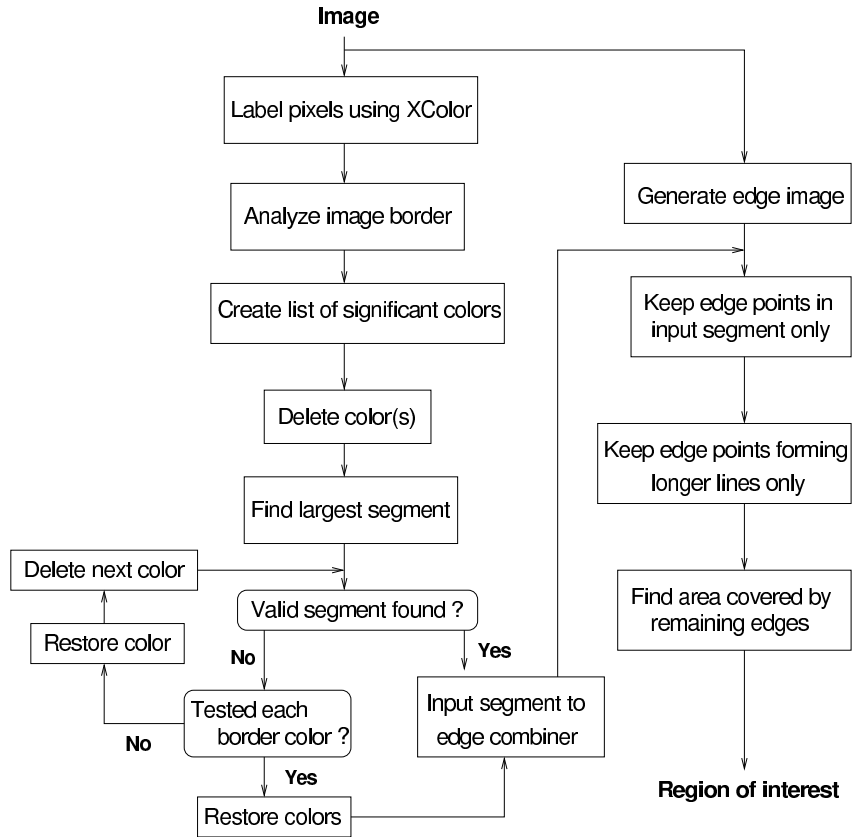 Image
Label pixels using XColor
Analyze image border
Create list of significant colors
Delete color(s)
Find largest segment
Delete next color
Valid segment found ?
Restore color
No
Yes
Tested each
border color ?
No
Yes
Restore colors
Input segment to
edge combiner
Generate edge image
Keep edge points in
input segment only
Keep edge points forming
longer lines only
Find area covered by
remaining edges
Region of interest